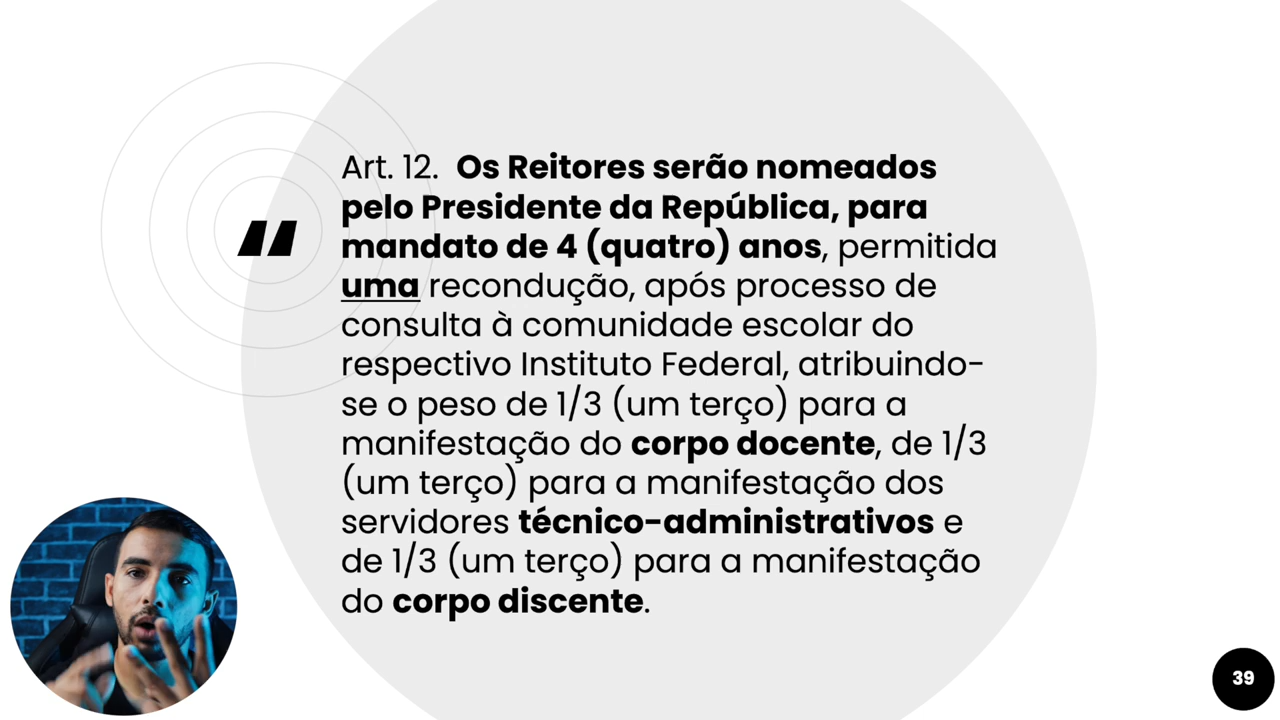 “
Art. 12. Os Reitores serão nomeados
pelo Presidente da República, para
mandato de 4 (quatro) anos, permitida
uma recondução, após processo de
consulta à comunidade escolar do
respectivo Instituto Federal, atribuindo-
se o peso de 1/3 (um terço) para a
manifestação do corpo docente, de 1/3
(um terço) para a manifestação dos
servidores técnico-administrativos e
de 1/3 (um terço) para a manifestação
do corpo discente.
39